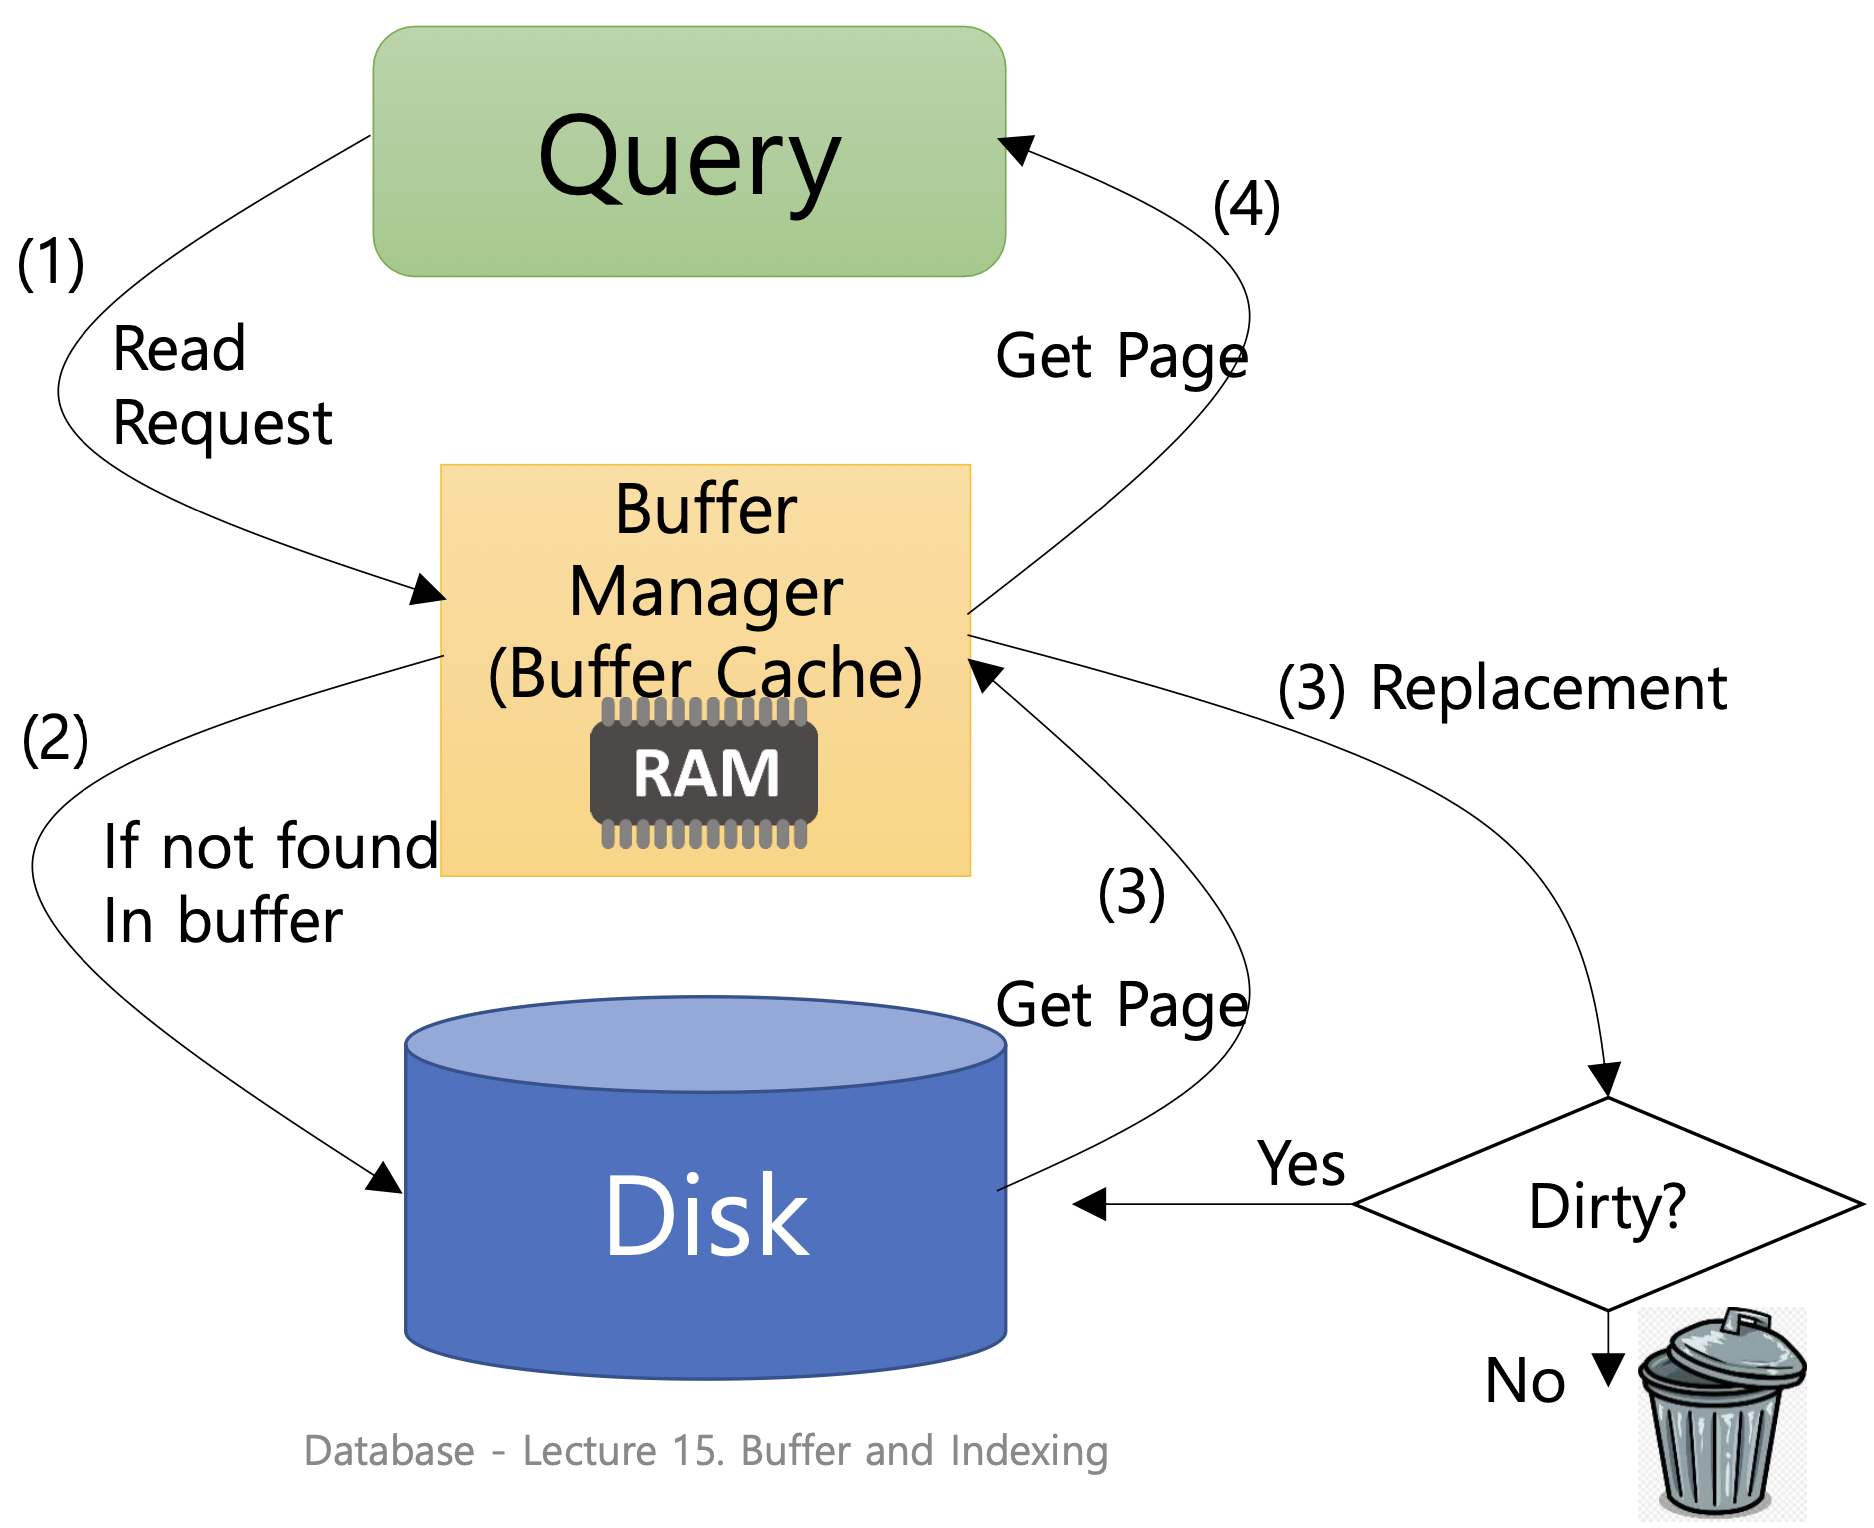 Query
(1)
(4)
Read
Request
Get Page
Buffer
Manager
(Buffer Cache)
RAM
(3) Replacement
(2)
If not found
In buffer
(3)
Get Page
Disk
Yes
Dirty?
No
Database - Lecture 15. Buffer and Indexing